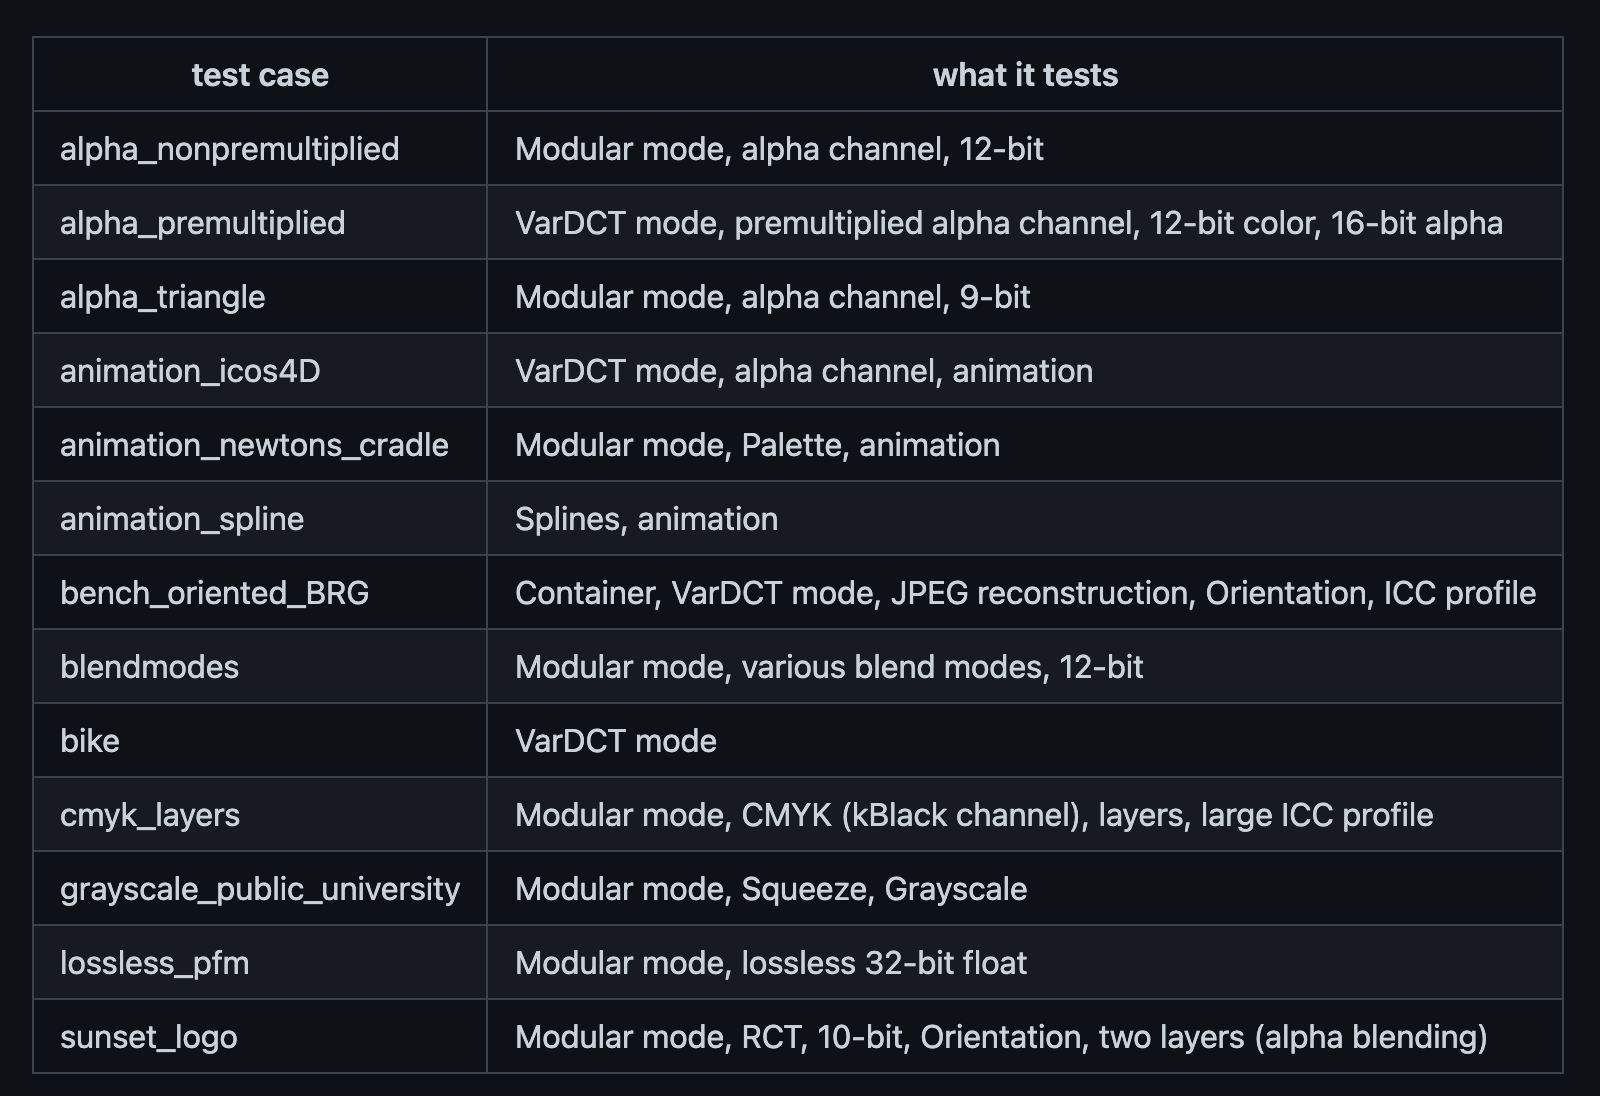 test case what it tests
alpha_nonpremultiplied Modular mode, alpha channel, 12-bit
alpha_premultiplied VarDCT mode, premultiplied alpha channel, 12-bit color, 16-bit alpha
alpha_triangle Modular mode, alpha channel, 9-bit
animation_icos4D VarDCT mode, alpha channel, animation
animation_newtons_cradle Modular mode, Palette, animation
animation_spline Splines, animation
bench_oriented_BRG Container, VarDCT mode, JPEG reconstruction, Orientation, ICC profile
blendmodes Modular mode, various blend modes, 12-bit
bike VarDCT mode
cmyk_layers Modular mode, CMYK (kBlack channel), layers, large ICC profile
grayscale_public_university Modular mode, Squeeze, Grayscale
lossless_pfm Modular mode, lossless 32-bit float
sunset_logo Modular mode, RCT, 10-bit, Orientation, two layers (alpha blending)